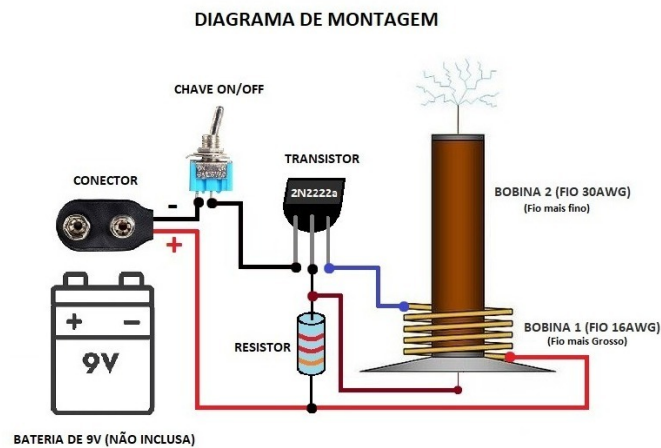 DIAGRAMA DE MONTAGEM
CHAVE ON/OFF
TRANSISTOR
2N2222a
CONECTOR
-
+
BOBINA 2 (FIO 30AWG)
(Fio mais fino)
+ -
9V
RESISTOR
BOBINA 1 (FIO 16AWG)
(Fio mais Grosso)
BATERIA DE 9V (NÃO INCLUSA)